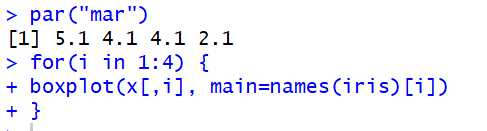 > par("mar")
[1] 5.1 4.1 4.1 2.1
> for(i in 1:4) {
+ boxplot(x[,i], main=names(iris)[i])
+ }